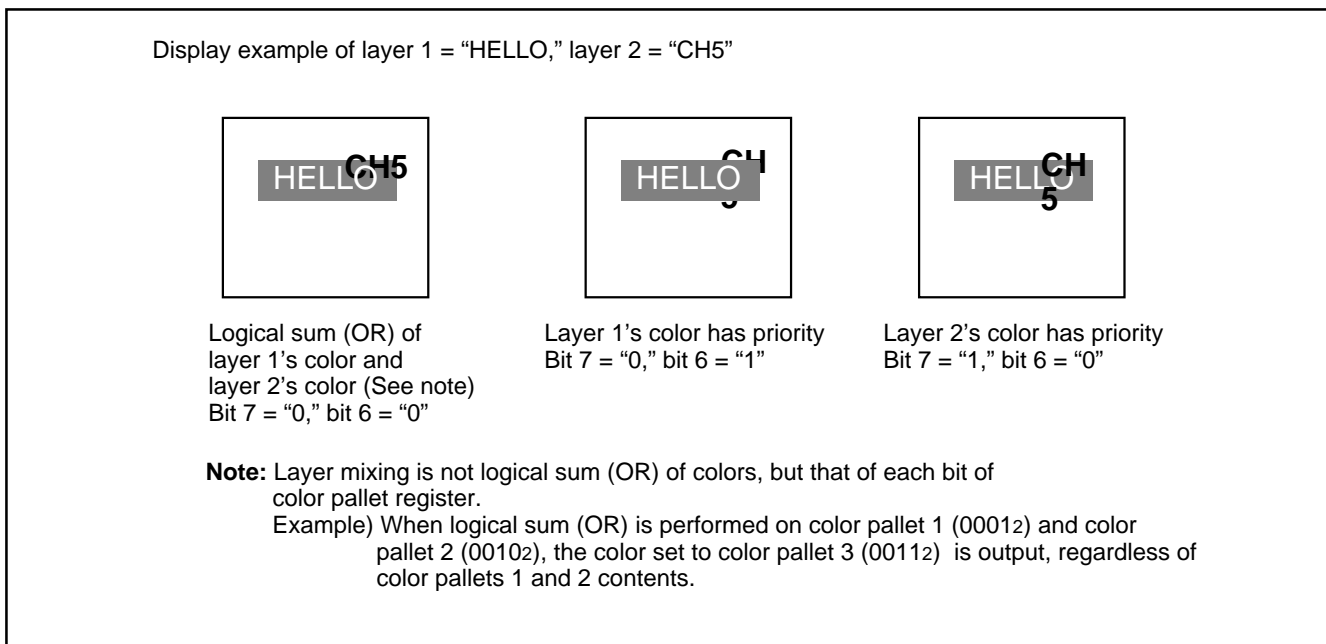 Display example of layer 1 = “HELLO,” layer 2 = “CH5”
HELLO
CH5
HELLO
CH
HELLO
CH
5
Logical sum (OR) of
layer 1’s color and
layer 2’s color (See note)
Bit 7 = “0,” bit 6 = “0”
Layer 1’s color has priority
Bit 7 = “0,” bit 6 = “1”
Layer 2’s color has priority
Bit 7 = “1,” bit 6 = “0”
Note: Layer mixing is not logical sum (OR) of colors, but that of each bit of
color pallet register.
Example) When logical sum (OR) is performed on color pallet 1 (00012) and color
pallet 2 (00102), the color set to color pallet 3 (00112) is output, regardless of
color pallets 1 and 2 contents.